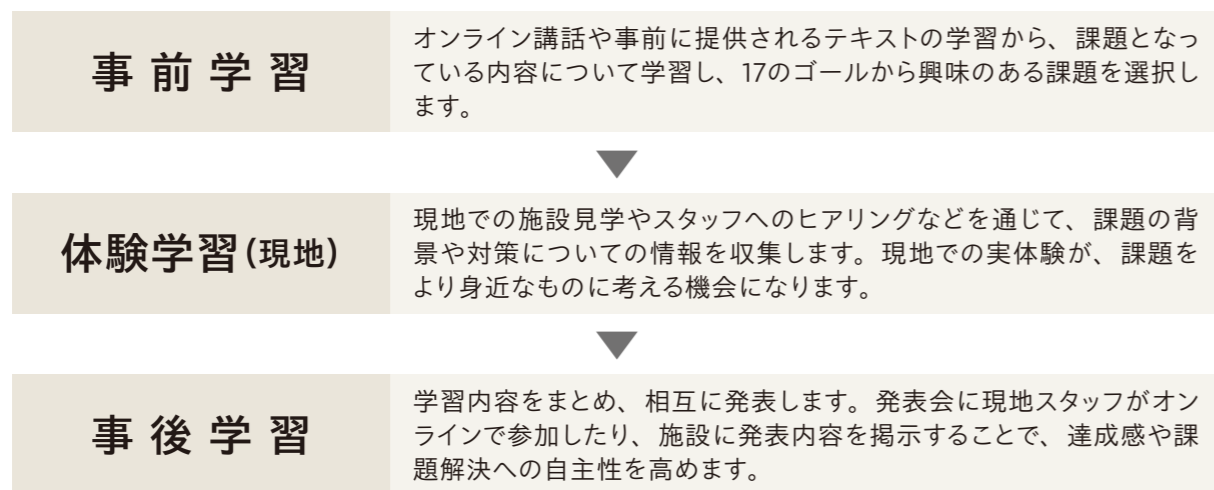 事前学習
オンライン講話や事前に提供されるテキストの学習から、課題となっ
ている内容について学習し、17のゴールから興味のある課題を選択し
ます。
体験学習(現地)
現地での施設見学やスタッフへのヒアリングなどを通じて、課題の背
景や対策についての情報を収集します。現地での実体験が、課題を
より身近なものに考える機会になります。
事後学習
学習内容をまとめ、相互に発表します。発表会に現地スタッフがオン
ラインで参加したり、施設に発表内容を掲示することで、達成感や課
題解決への自主性を高めます。